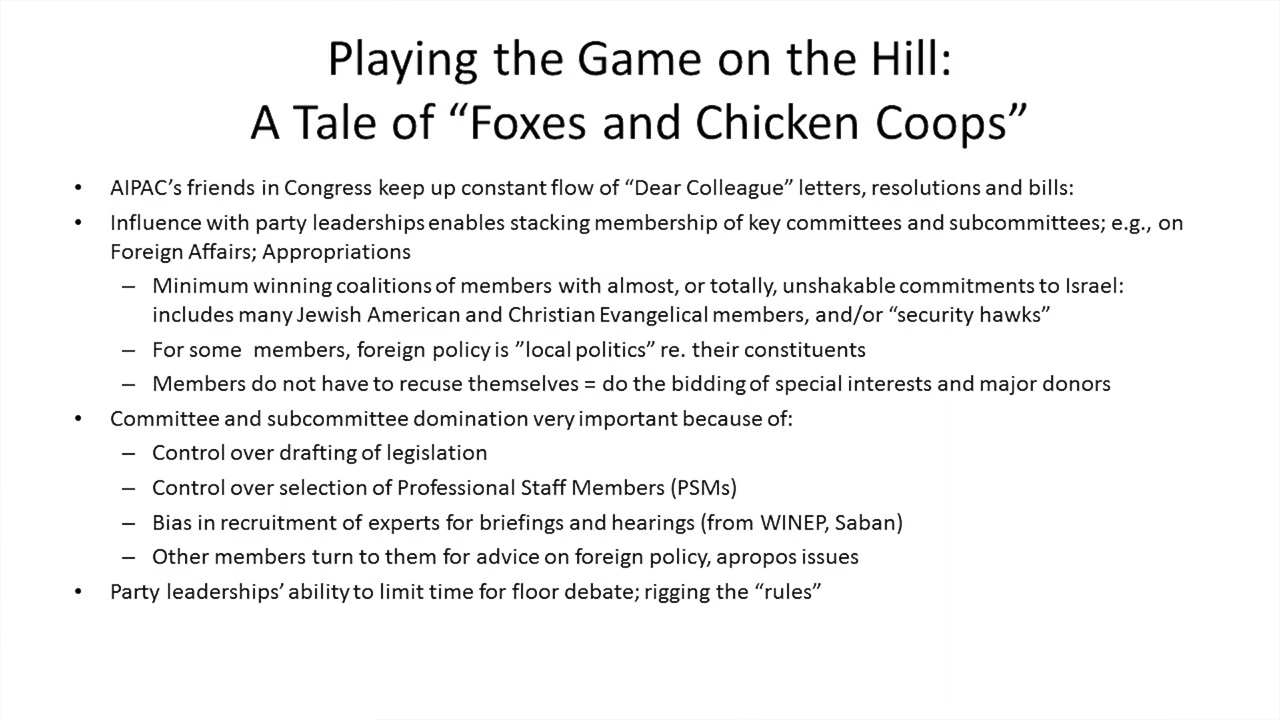 Playing the Game on the Hill:
A Tale of “Foxes and Chicken Coops”
• AIPAC’s friends in Congress keep up constant flow of “Dear Colleague” letters, resolutions and bills:
• Influence with party leaderships enables stacking membership of key committees and subcommittees; e.g., on
Foreign Affairs; Appropriations
– Minimum winning coalitions of members with almost, or totally, unshakable commitments to Israel:
includes many Jewish American and Christian Evangelical members, and/or “security hawks”
– For some members, foreign policy is ”local politics” re. their constituents
– Members do not have to recuse themselves = do the bidding of special interests and major donors
• Committee and subcommittee domination very important because of:
– Control over drafting of legislation
– Control over selection of Professional Staff Members (PSMs)
– Bias in recruitment of experts for briefings and hearings (from WINEP, Saban)
– Other members turn to them for advice on foreign policy, apropos issues
• Party leaderships’ ability to limit time for floor debate; rigging the “rules”